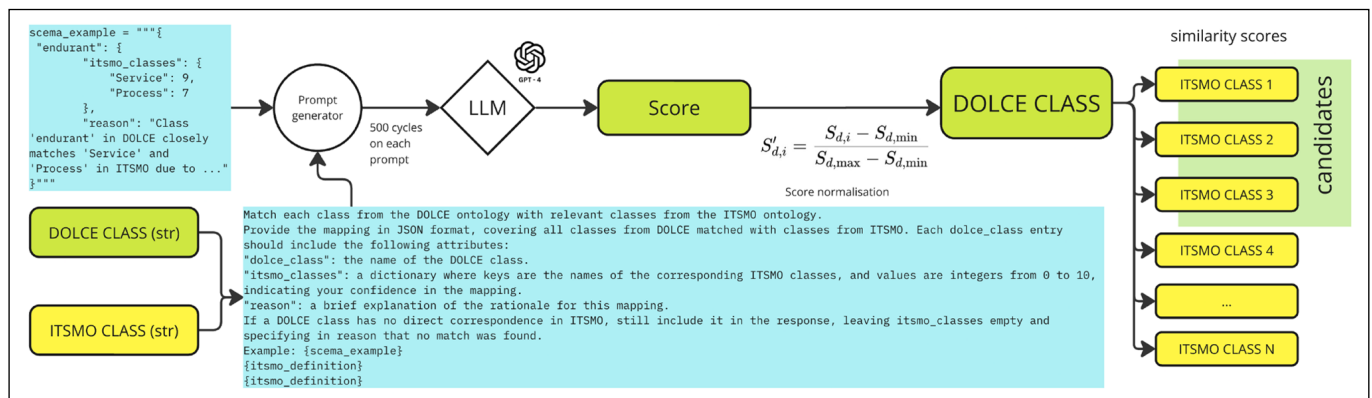 scema_example = """{
"endurant": {
"itsmo_classes": {
"Service": 9,
"Process": 7
},
"reason": "Class
'endurant' in DOLCE closely
matches 'Service' and
'Process' in ITSMO due to ..."
}"""
DOLCE CLASS (str)
ITSMO CLASS (str)
Prompt
generator
500 cycles
on each
prompt
GPT-4
LLM
Score
S'd,i = (Sd,i − Sd,min) / (Sd,max − Sd,min)
Score normalisation
DOLCE CLASS
Match each class from the DOLCE ontology with relevant classes from the ITSMO ontology.
Provide the mapping in JSON format, covering all classes from DOLCE matched with classes from ITSMO. Each dolce_class entry
should include the following attributes:
"dolce_class": the name of the DOLCE class.
"itsmo_classes": a dictionary where keys are the names of the corresponding ITSMO classes, and values are integers from 0 to 10,
indicating your confidence in the mapping.
"reason": a brief explanation of the rationale for this mapping.
If a DOLCE class has no direct correspondence in ITSMO, still include it in the response, leaving itsmo_classes empty and
specifying in reason that no match was found.
Example: {scema_example}
{itsmo_definition}
{itsmo_definition}
similarity scores
ITSMO CLASS 1
ITSMO CLASS 2
ITSMO CLASS 3
candidates
ITSMO CLASS 4
...
ITSMO CLASS N